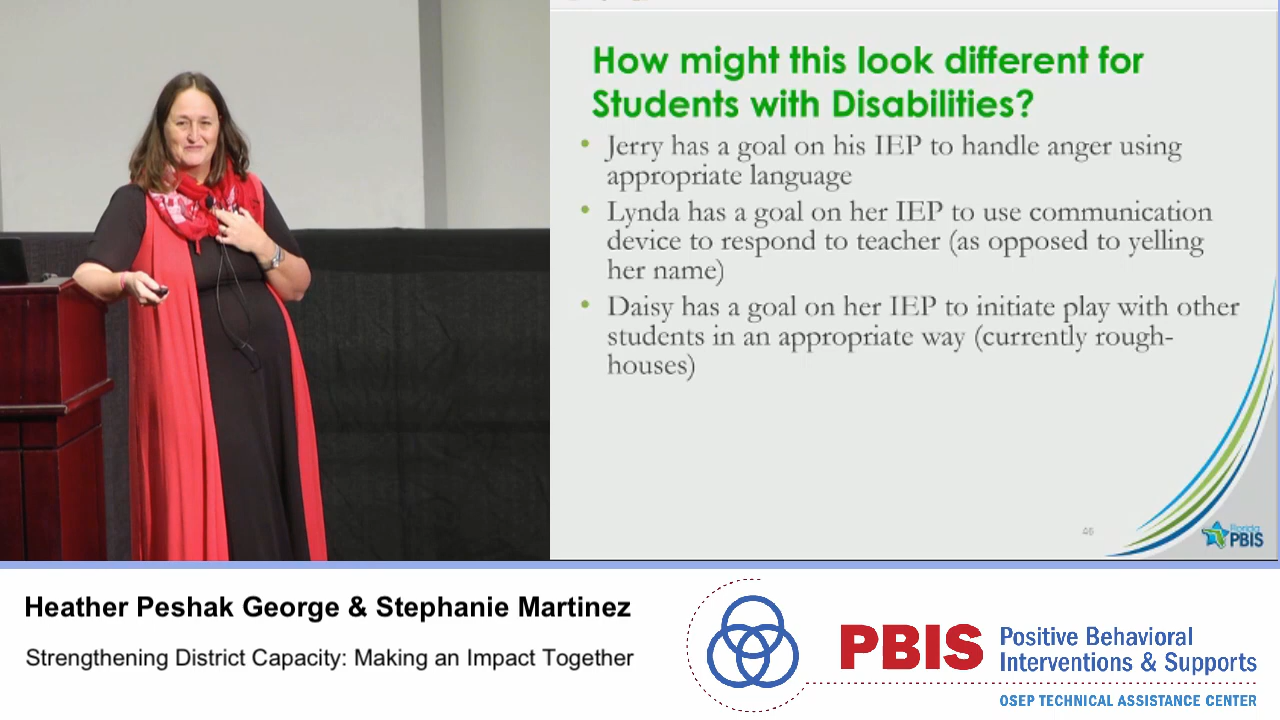 How might this look different for
Students with Disabilities?
• Jerry has a goal on his IEP to handle anger using
appropriate language
• Lynda has a goal on her IEP to use communication
device to respond to teacher (as opposed to yelling
her name)
• Daisy has a goal on her IEP to initiate play with other
students in an appropriate way (currently rough-
houses)
46
Florida
PBIS
Heather Peshak George & Stephanie Martinez
Strengthening District Capacity: Making an Impact Together
PBIS
Positive Behavioral
Interventions & Supports
OSEP TECHNICAL ASSISTANCE CENTER